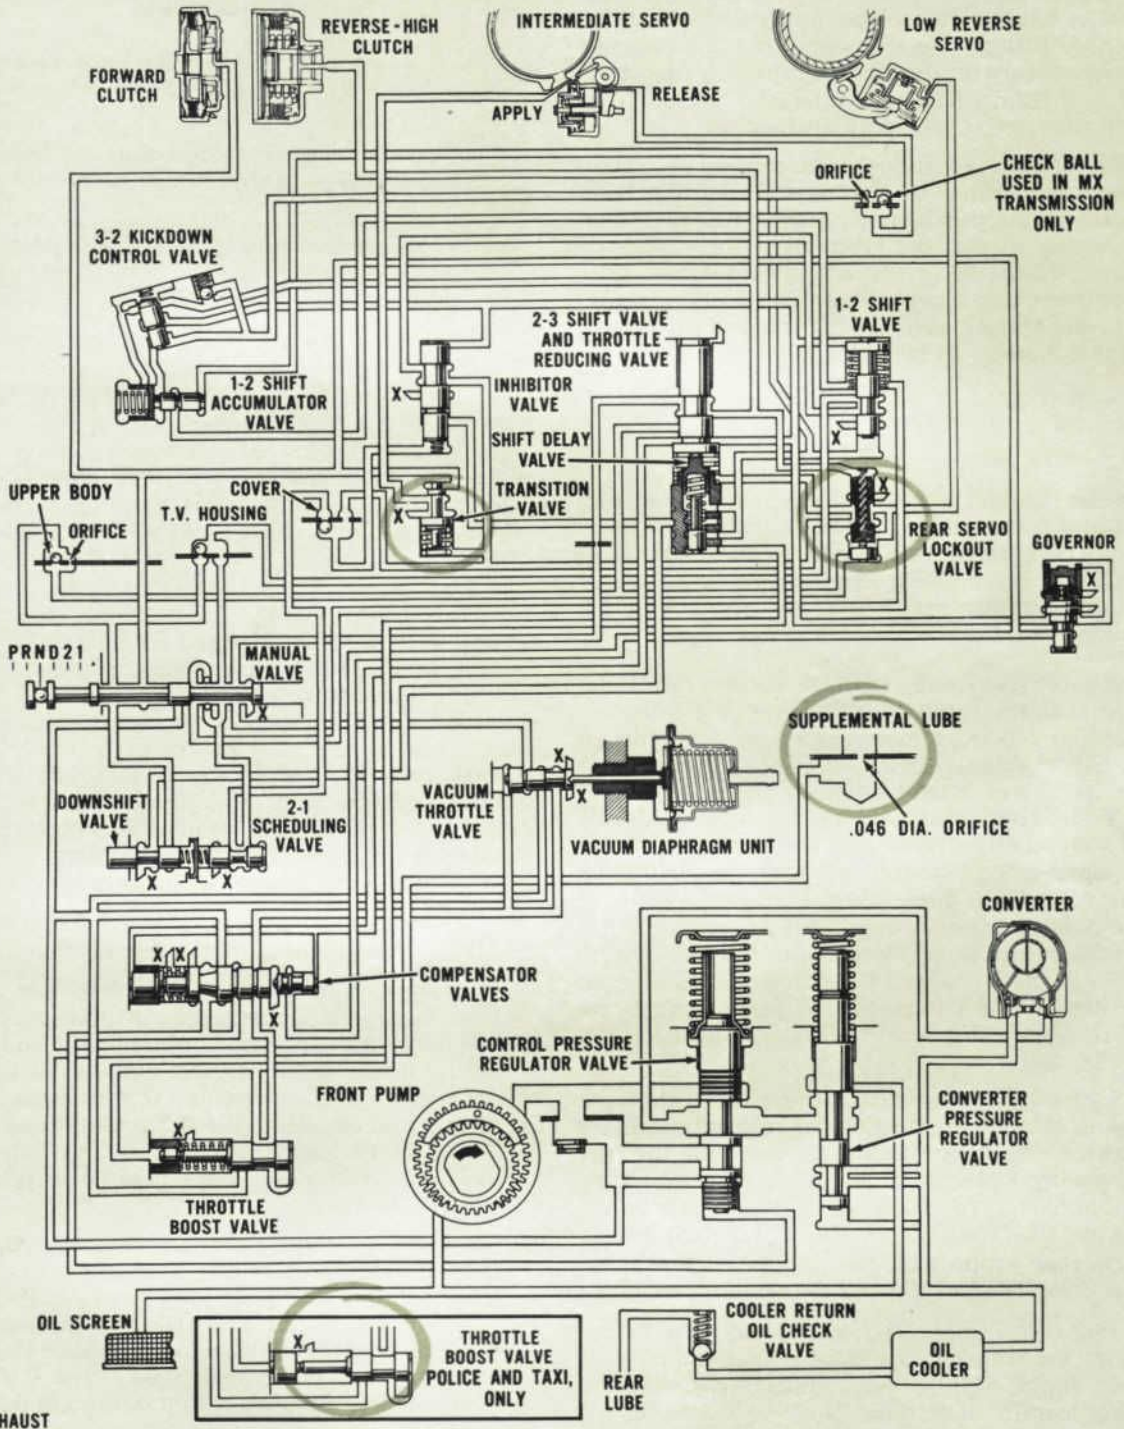 FORWARD
CLUTCH
REVERSE-HIGH
CLUTCH
INTERMEDIATE SERVO
APPLY
RELEASE
LOW REVERSE
SERVO
ORIFICE
CHECK BALL
USED IN MX
TRANSMISSION
ONLY
3-2 KICKDOWN
CONTROL VALVE
1-2 SHIFT
ACCUMULATOR
VALVE
X
INHIBITOR
VALVE
2-3 SHIFT VALVE
AND THROTTLE
REDUCING VALVE
1-2 SHIFT
VALVE
X
SHIFT DELAY
VALVE
UPPER BODY
ORIFICE
T.V. HOUSING
COVER
X
TRANSITION
VALVE
X
REAR SERVO
LOCKOUT
VALVE
GOVERNOR
X
PRND21
MANUAL
VALVE
X
SUPPLEMENTAL LUBE
.046 DIA. ORIFICE
DOWNSHIFT
VALVE
X
X
2-1
SCHEDULING
VALVE
VACUUM
THROTTLE
VALVE
X
X
VACUUM DIAPHRAGM UNIT
CONVERTER
X X
X
COMPENSATOR
VALVES
CONTROL PRESSURE
REGULATOR VALVE
FRONT PUMP
CONVERTER
PRESSURE
REGULATOR
VALVE
X
THROTTLE
BOOST VALVE
OIL SCREEN
X
THROTTLE
BOOST VALVE
POLICE AND TAXI,
ONLY
REAR
LUBE
COOLER RETURN
OIL CHECK
VALVE
OIL
COOLER
HAUST